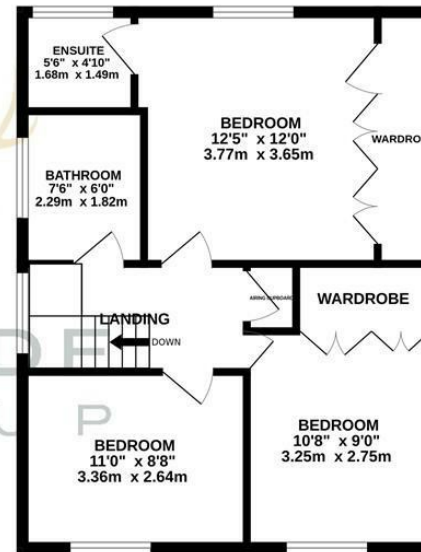 ENSUITE
5'6" x 4'10"
1.68m x 1.49m
BEDROOM
12'5" x 12'0"
3.77m x 3.65m
WARDRO
BATHROOM
7'6" x 6'0"
2.29m x 1.82m
AIRING CUPBOARD
WARDROBE
LANDING
DOWN
BEDROOM
10'8" x 9'0"
3.25m x 2.75m
BEDROOM
11'0" x 8'8"
3.36m x 2.64m
D E
U P